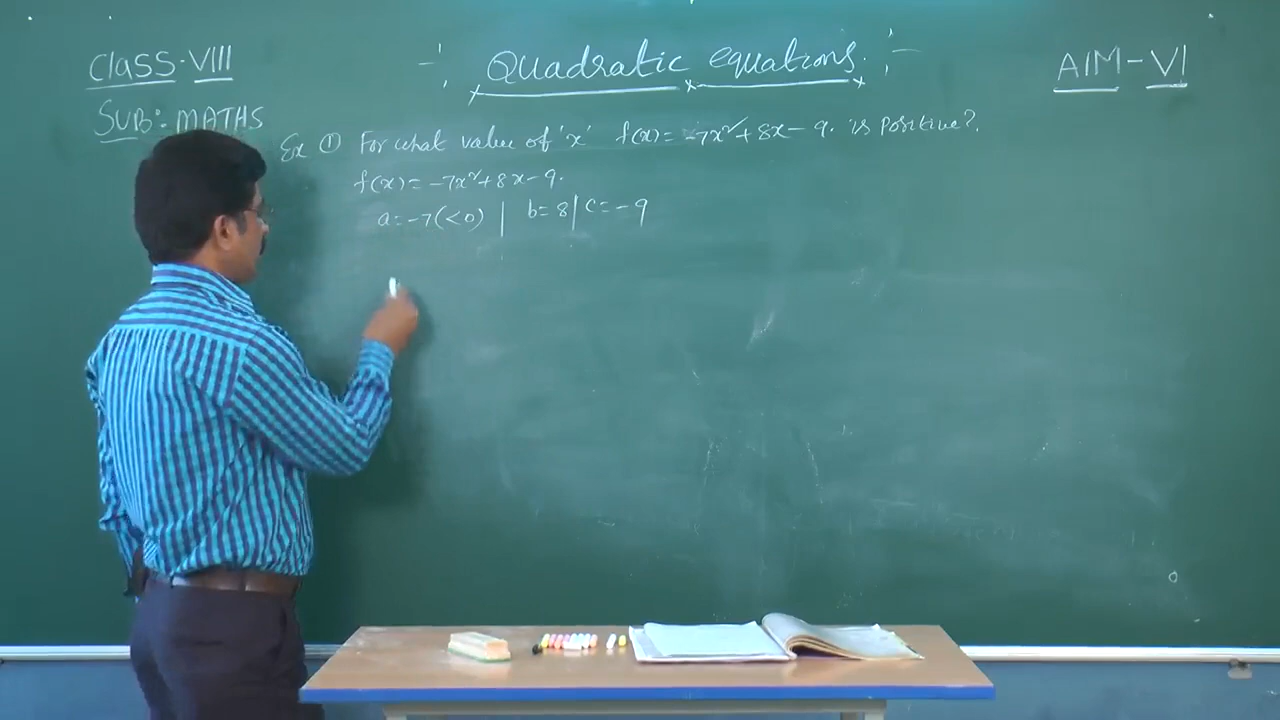 Class-VIII
-: Quadratic equations. :-
AIM-VI
SUB:- MATHS
Ex ① For what value of 'x' f(x) = -7x²+8x-9. is Positive?.
f(x) = -7x²+8x-9.
a=-7(<0) | b=8 | c=-9